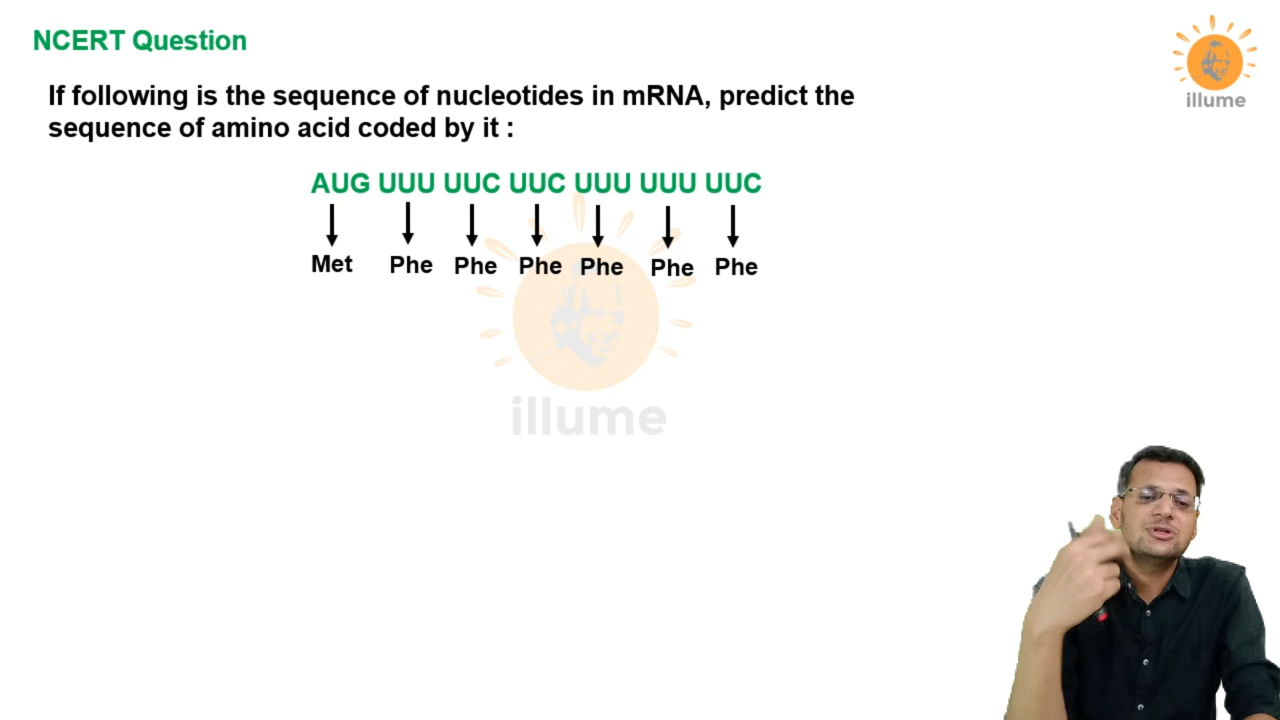 NCERT Question
illume
If following is the sequence of nucleotides in mRNA, predict the
sequence of amino acid coded by it :
AUG UUU UUC UUC UUU UUU UUC
Met Phe Phe Phe Phe Phe Phe
illume